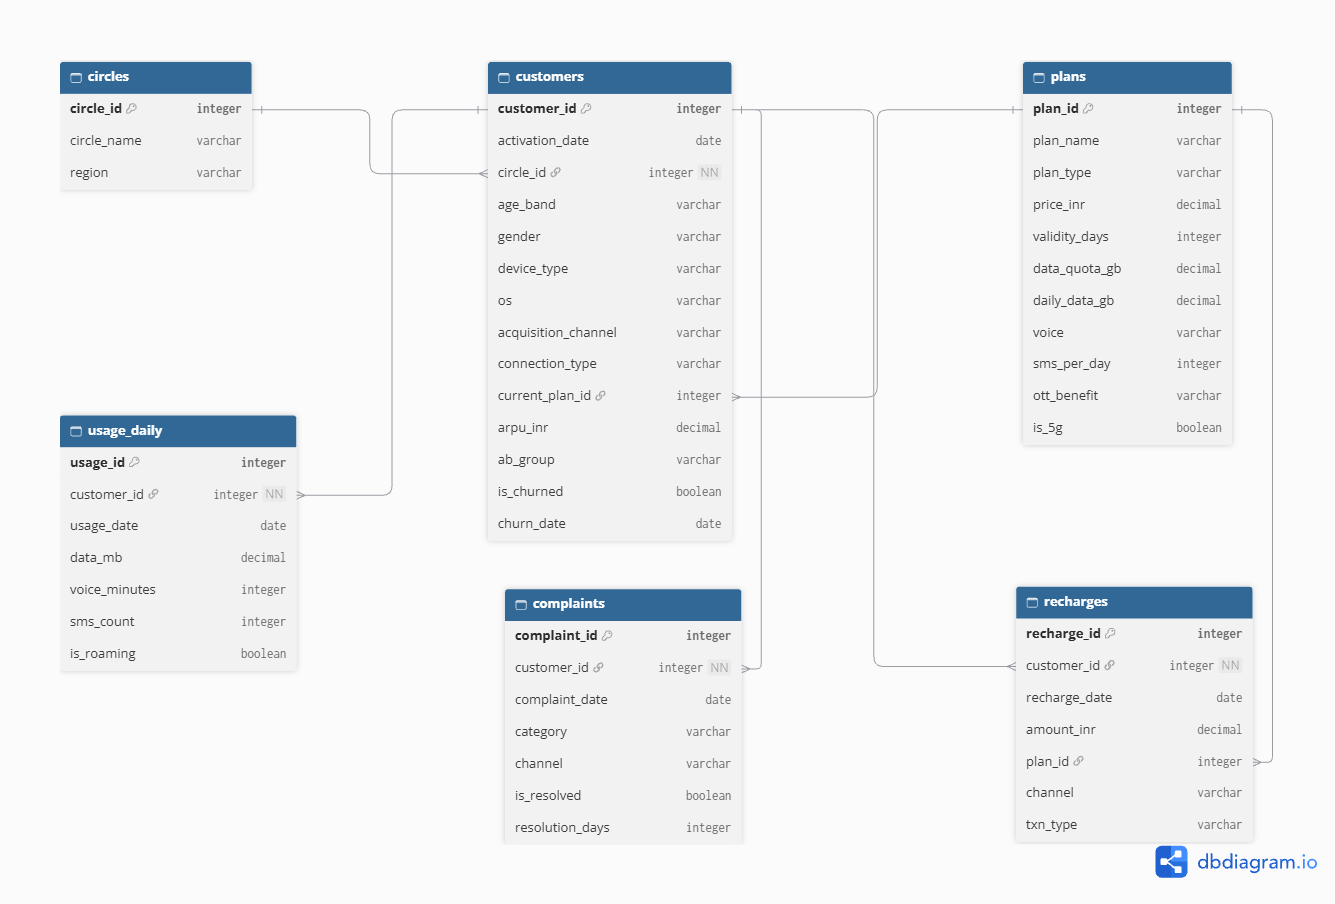 circles
circle_id integer
circle_name varchar
region varchar
customers
customer_id integer
activation_date date
circle_id integer NN
age_band varchar
gender varchar
device_type varchar
os varchar
acquisition_channel varchar
connection_type varchar
current_plan_id integer
arpu_inr decimal
ab_group varchar
is_churned boolean
churn_date date
plans
plan_id integer
plan_name varchar
plan_type varchar
price_inr decimal
validity_days integer
data_quota_gb decimal
daily_data_gb decimal
voice varchar
sms_per_day integer
ott_benefit varchar
is_5g boolean
usage_daily
usage_id integer
customer_id integer NN
usage_date date
data_mb decimal
voice_minutes integer
sms_count integer
is_roaming boolean
complaints
complaint_id integer
customer_id integer NN
complaint_date date
category varchar
channel varchar
is_resolved boolean
resolution_days integer
recharges
recharge_id integer
customer_id integer NN
recharge_date date
amount_inr decimal
plan_id integer
channel varchar
txn_type varchar
dbdiagram.io